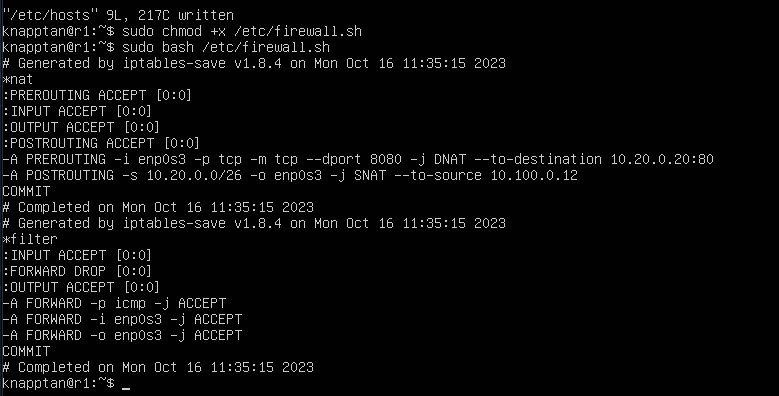 "/etc/hosts" 9L, 217C written
knapptan@r1:~$ sudo chmod +x /etc/firewall.sh
knapptan@r1:~$ sudo bash /etc/firewall.sh
# Generated by iptables-save v1.8.4 on Mon Oct 16 11:35:15 2023
*nat
:PREROUTING ACCEPT [0:0]
:INPUT ACCEPT [0:0]
:OUTPUT ACCEPT [0:0]
:POSTROUTING ACCEPT [0:0]
-A PREROUTING -i enp0s3 -p tcp -m tcp --dport 8080 -j DNAT --to-destination 10.20.0.20:80
-A POSTROUTING -s 10.20.0.0/26 -o enp0s3 -j SNAT --to-source 10.100.0.12
COMMIT
# Completed on Mon Oct 16 11:35:15 2023
# Generated by iptables-save v1.8.4 on Mon Oct 16 11:35:15 2023
*filter
:INPUT ACCEPT [0:0]
:FORWARD DROP [0:0]
:OUTPUT ACCEPT [0:0]
-A FORWARD -p icmp -j ACCEPT
-A FORWARD -i enp0s3 -j ACCEPT
-A FORWARD -o enp0s3 -j ACCEPT
COMMIT
# Completed on Mon Oct 16 11:35:15 2023
knapptan@r1:~$ _